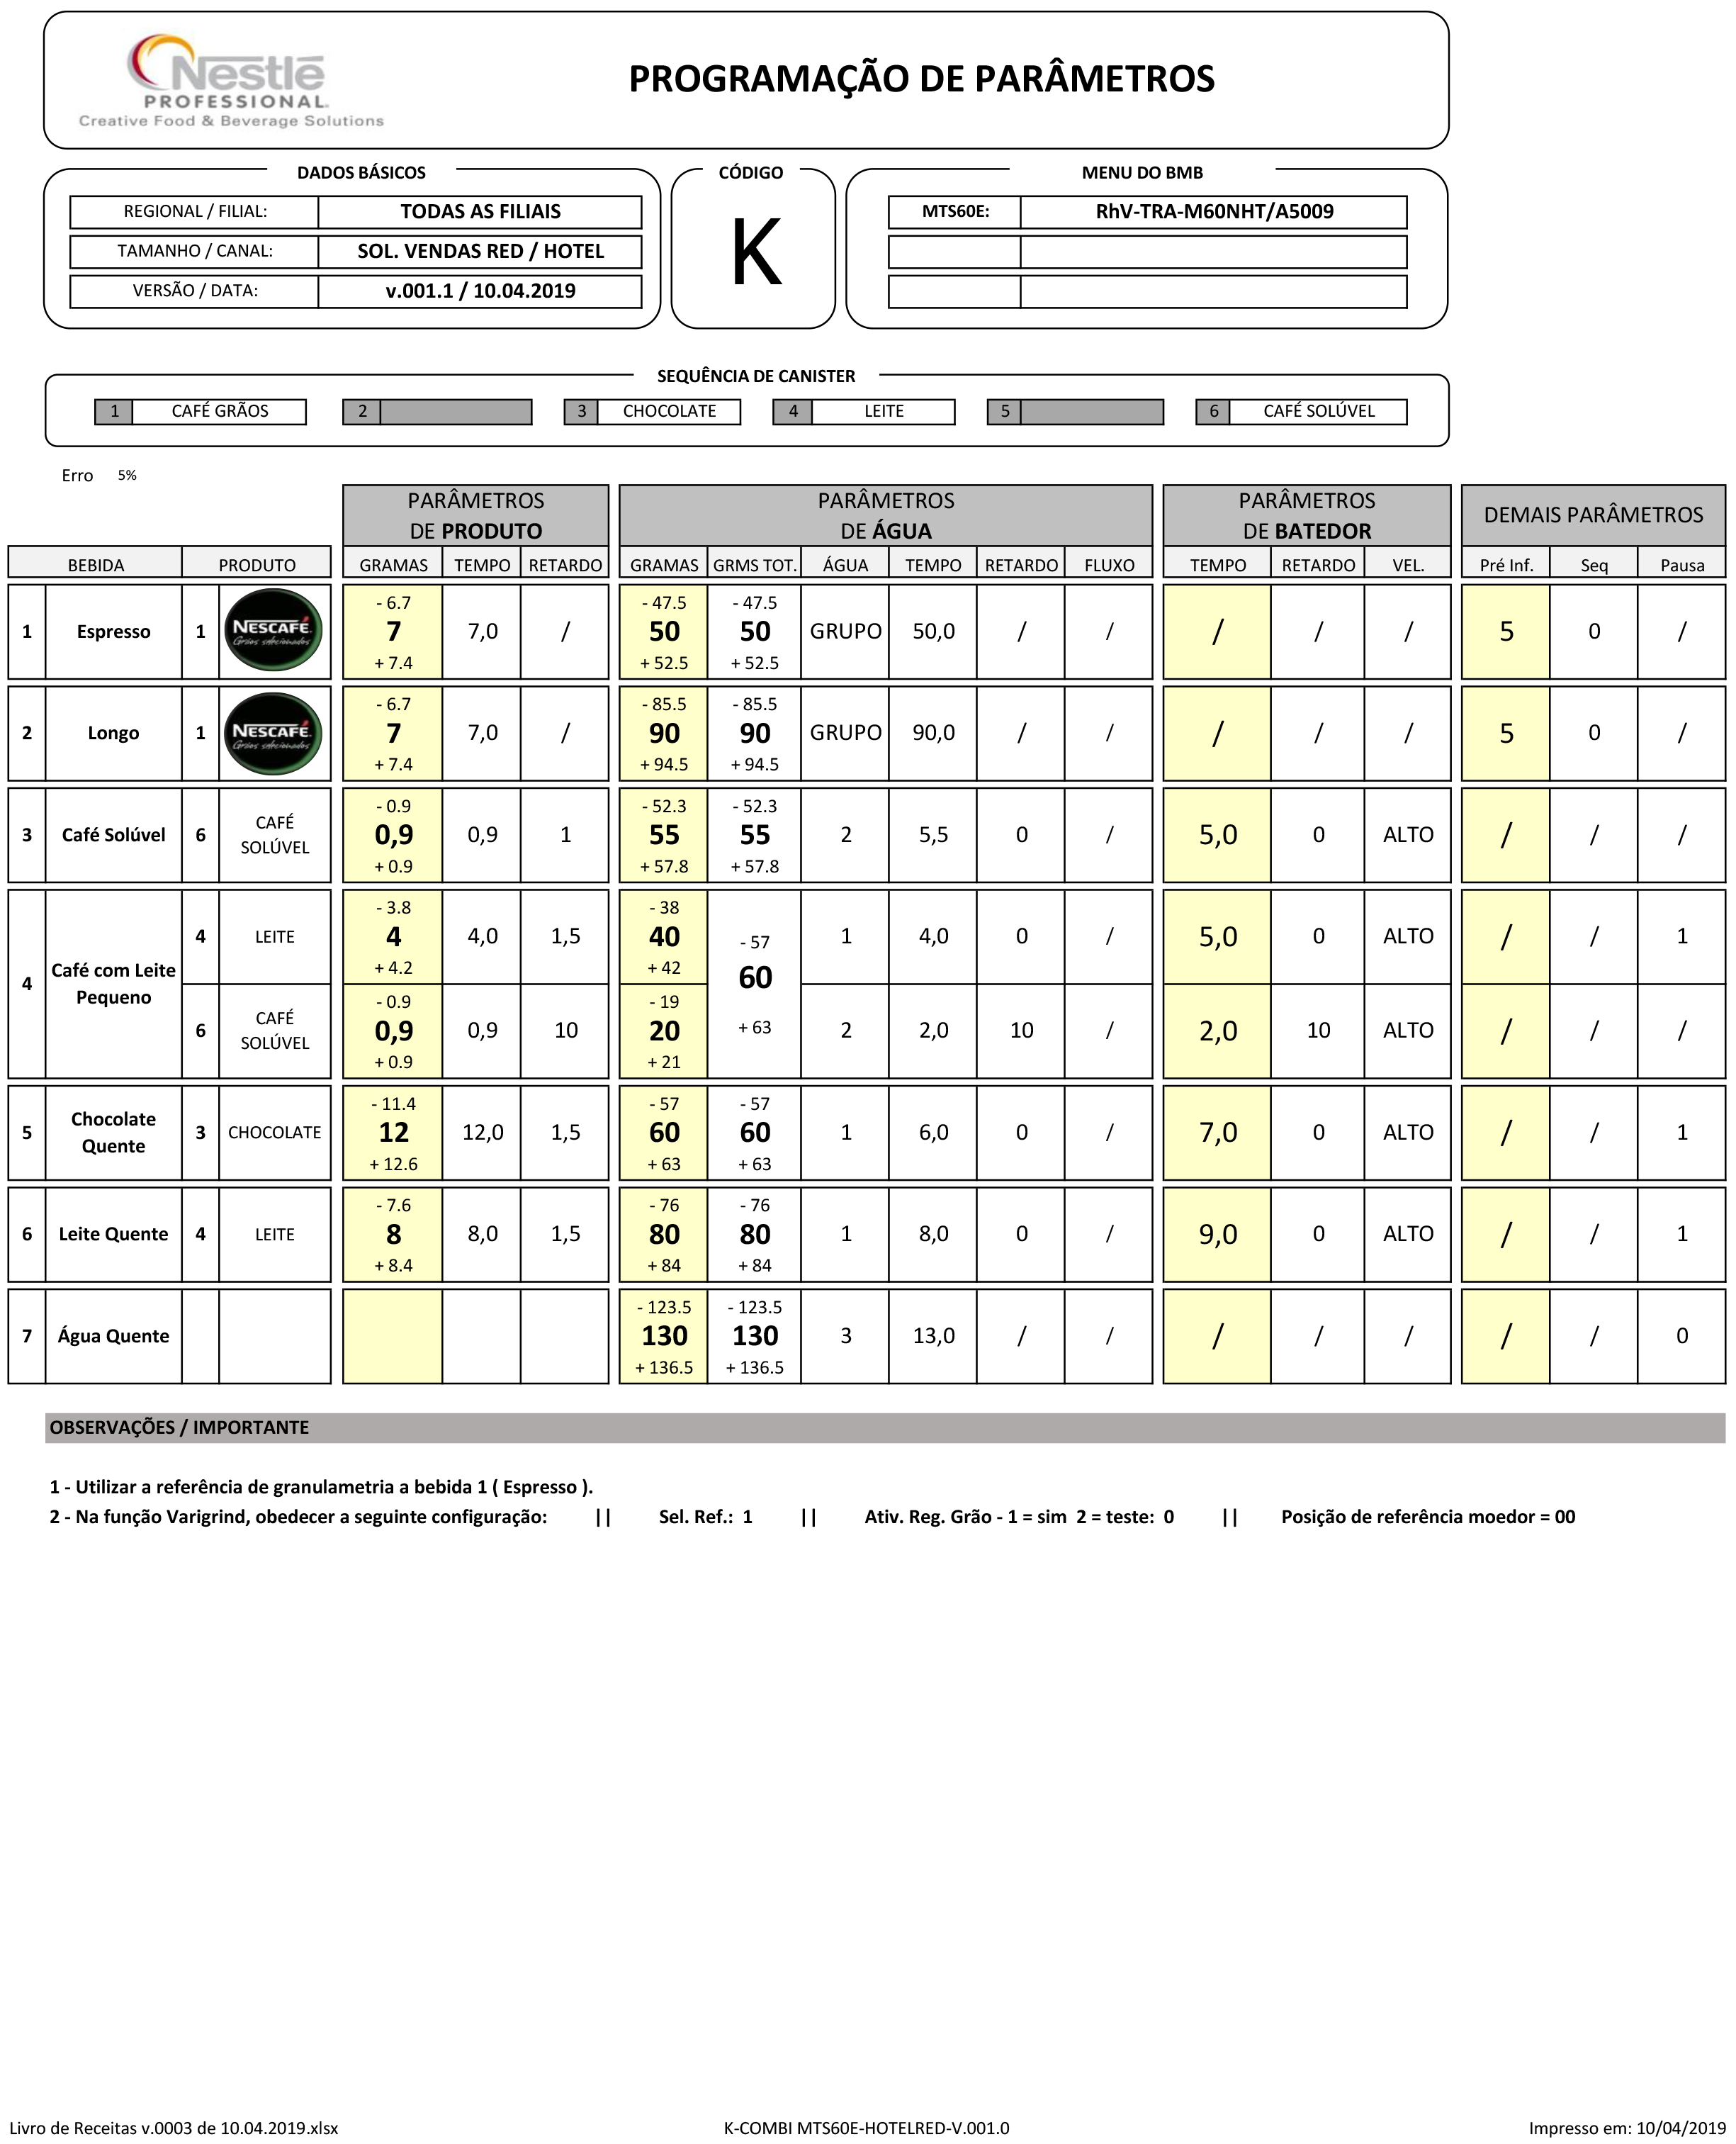 Nestlé
PROFESSIONAL.
Creative Food & Beverage Solutions
PROGRAMAÇÃO DE PARÂMETROS
DADOS BÁSICOS
REGIONAL / FILIAL: TODAS AS FILIAIS
TAMANHO / CANAL: SOL. VENDAS RED / HOTEL
VERSÃO / DATA: v.001.1 / 10.04.2019
CÓDIGO
K
MENU DO BMB
MTS60E: RhV-TRA-M60NHT/A5009
SEQUÊNCIA DE CANISTER
1 CAFÉ GRÃOS 2 3 CHOCOLATE 4 LEITE 5 6 CAFÉ SOLÚVEL
Erro 5%
PARÂMETROS
DE PRODUTO
PARÂMETROS
DE ÁGUA
PARÂMETROS
DE BATEDOR
DEMAIS PARÂMETROS
BEBIDA PRODUTO GRAMAS TEMPO RETARDO GRAMAS GRMS TOT. ÁGUA TEMPO RETARDO FLUXO TEMPO RETARDO VEL. Pré Inf. Seq Pausa
- 6.7 - 47.5 - 47.5
1 Espresso 1 NESCAFÉ 7 7,0 / 50 50 GRUPO 50,0 / / / / / 5 0 /
Grãos selecionados
+ 7.4 + 52.5 + 52.5
- 6.7 - 85.5 - 85.5
2 Longo 1 NESCAFÉ 7 7,0 / 90 90 GRUPO 90,0 / / / / / 5 0 /
Grãos selecionados
+ 7.4 + 94.5 + 94.5
- 0.9 - 52.3 - 52.3
3 Café Solúvel 6 CAFÉ SOLÚVEL 0,9 0,9 1 55 55 2 5,5 0 / 5,0 0 ALTO / / /
+ 0.9 + 57.8 + 57.8
4 Café com Leite Pequeno
- 3.8 - 38
4 LEITE 4 4,0 1,5 40 1 4,0 0 / 5,0 0 ALTO / / 1
+ 4.2 + 42
- 57
60
+ 63
- 0.9 - 19
6 CAFÉ SOLÚVEL 0,9 0,9 10 20 2 2,0 10 / 2,0 10 ALTO / / /
+ 0.9 + 21
- 11.4 - 57 - 57
5 Chocolate Quente 3 CHOCOLATE 12 12,0 1,5 60 60 1 6,0 0 / 7,0 0 ALTO / / 1
+ 12.6 + 63 + 63
- 7.6 - 76 - 76
6 Leite Quente 4 LEITE 8 8,0 1,5 80 80 1 8,0 0 / 9,0 0 ALTO / / 1
+ 8.4 + 84 + 84
- 123.5 - 123.5
7 Água Quente 130 130 3 13,0 / / / / / / / 0
+ 136.5 + 136.5
OBSERVAÇÕES / IMPORTANTE
1 - Utilizar a referência de granulametria a bebida 1 ( Espresso ).
2 - Na função Varigrind, obedecer a seguinte configuração: || Sel. Ref.: 1 || Ativ. Reg. Grão - 1 = sim 2 = teste: 0 || Posição de referência moedor = 00
Livro de Receitas v.0003 de 10.04.2019.xlsx K-COMBI MTS60E-HOTELRED-V.001.0 Impresso em: 10/04/2019